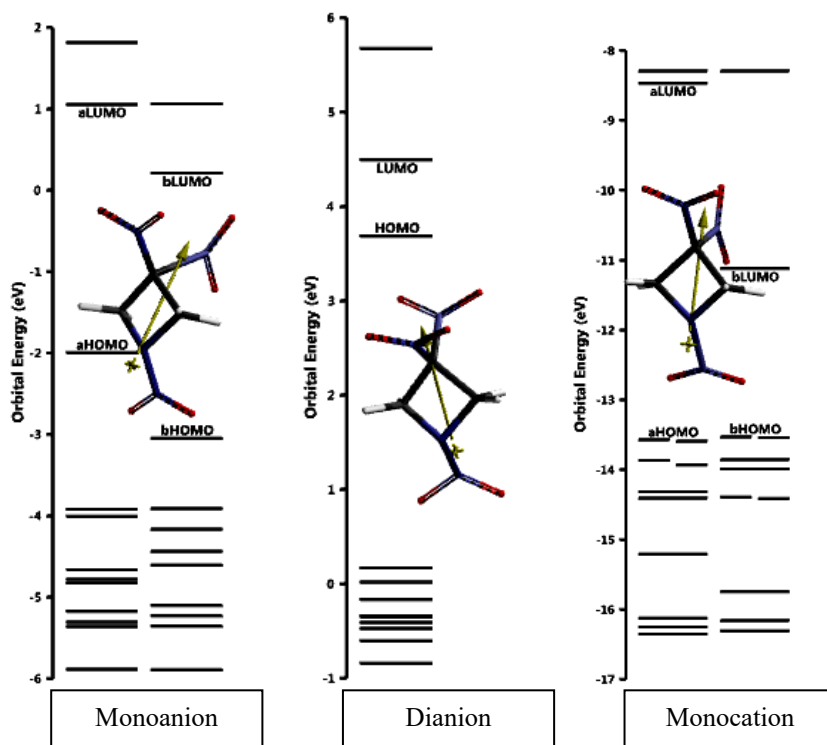 2
1
0
-1
-2
-3
-4
-5
-6
Orbital Energy (eV)
aLUMO
bLUMO
aHOMO
bHOMO
Monoanion
6
5
4
3
2
1
0
-1
Orbital Energy (eV)
LUMO
HOMO
Dianion
-8
-9
-10
-11
-12
-13
-14
-15
-16
-17
Orbital Energy (eV)
aLUMO
bLUMO
aHOMO
bHOMO
Monocation